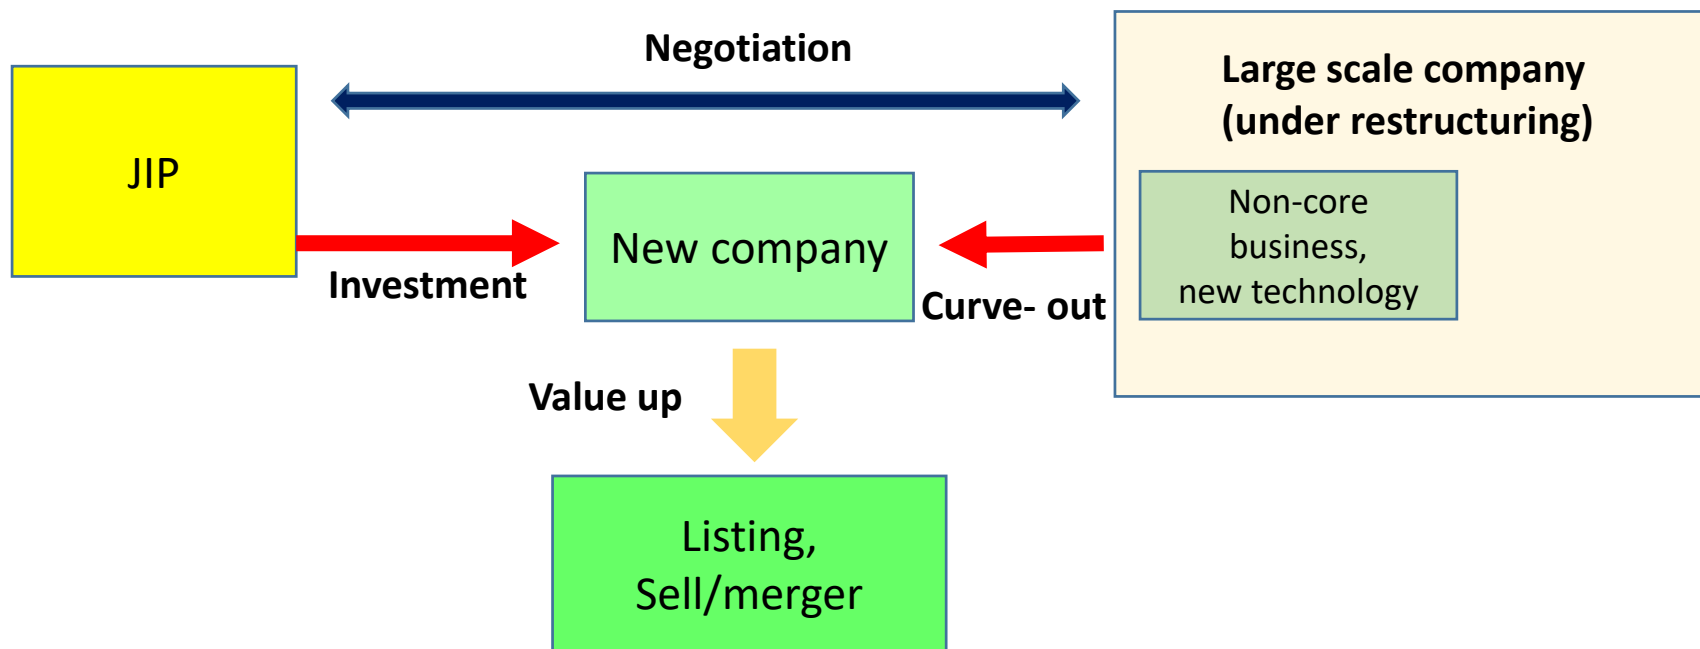 Negotiation
JIP
Large scale company
(under restructuring)
New company
Non-core
business,
new technology
Investment
Curve- out
Value up
Listing,
Sell/merger